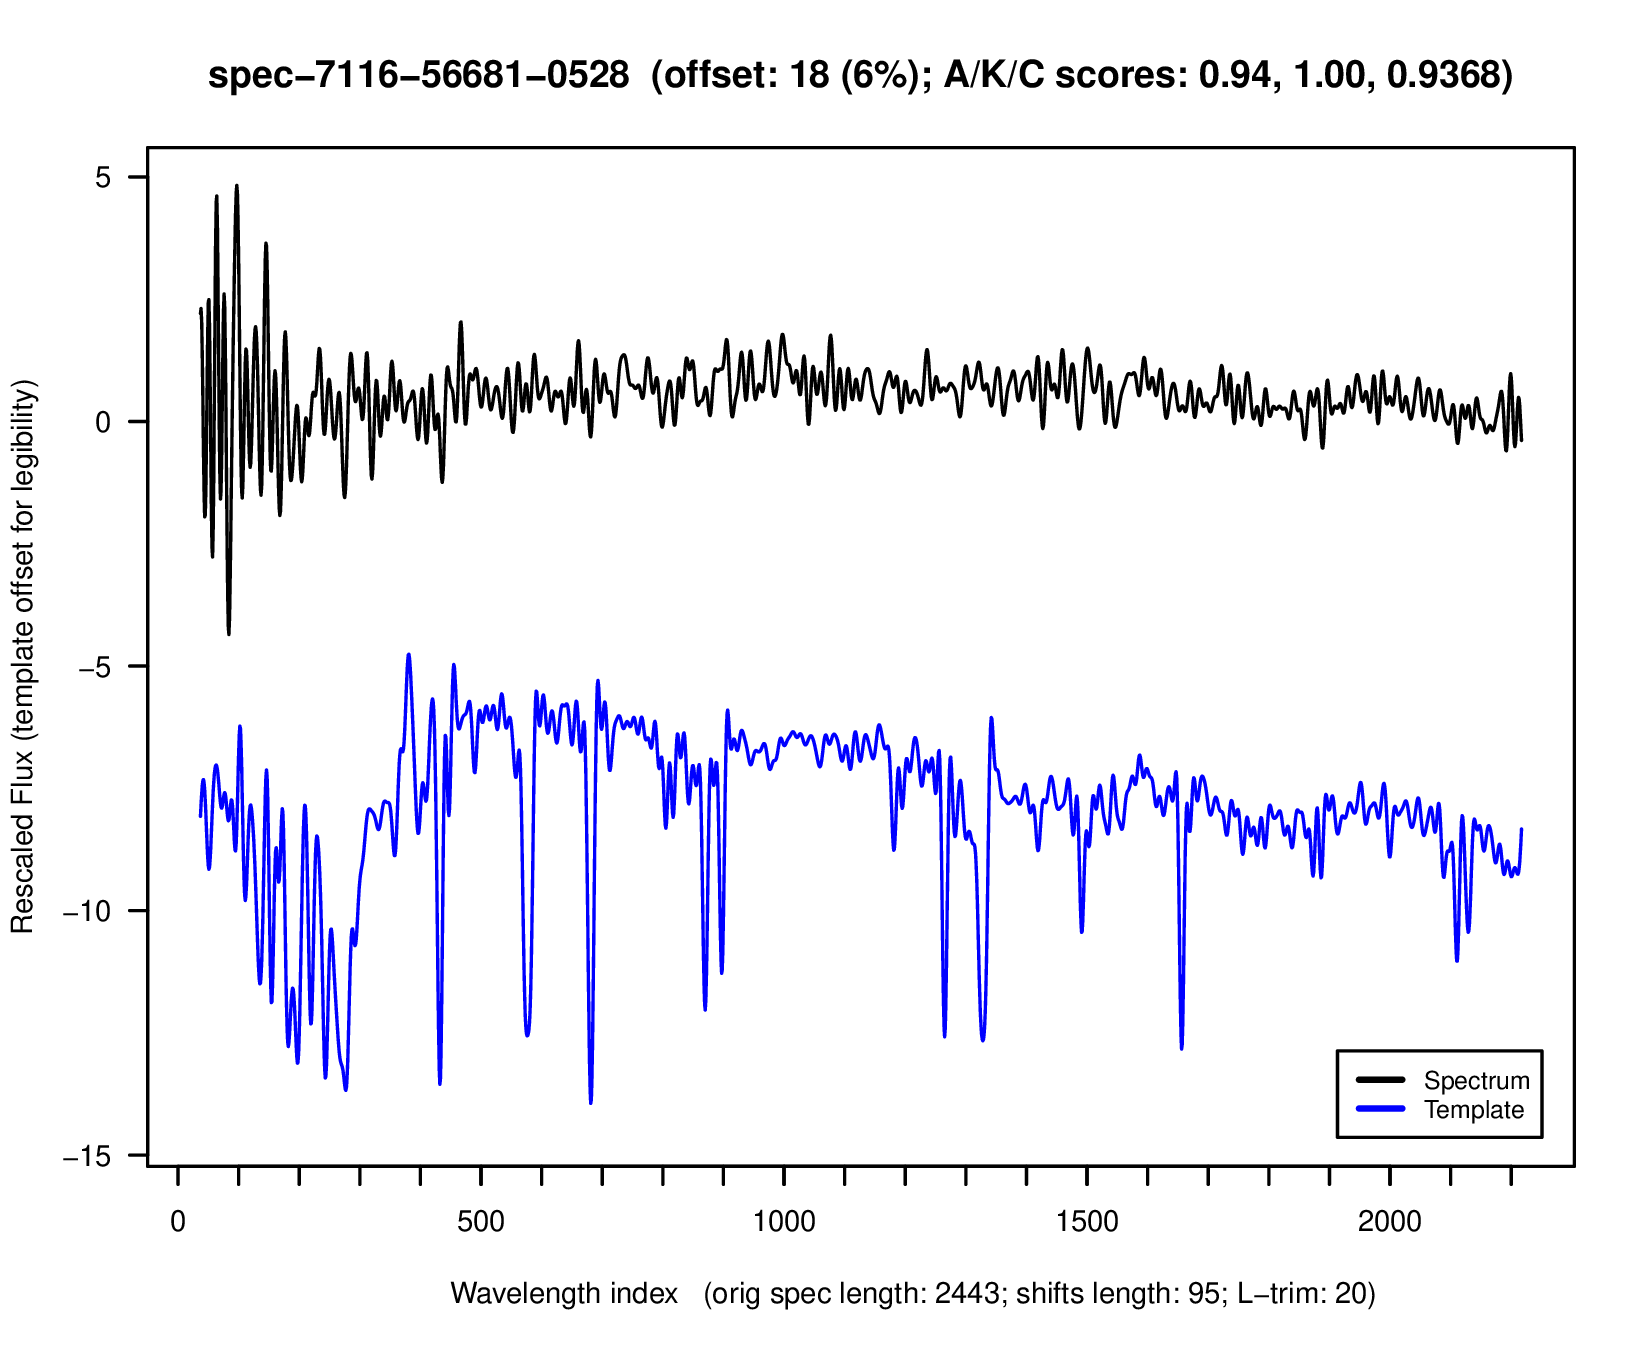 spec−7116−56681−0528 (offset: 18 (6%); A/K/C scores: 0.94, 1.00, 0.9368)
Rescaled Flux (template offset for legibility)
5
0
−5
−10
−15
Spectrum
Template
0 500 1000 1500 2000
Wavelength index (orig spec length: 2443; shifts length: 95; L−trim: 20)